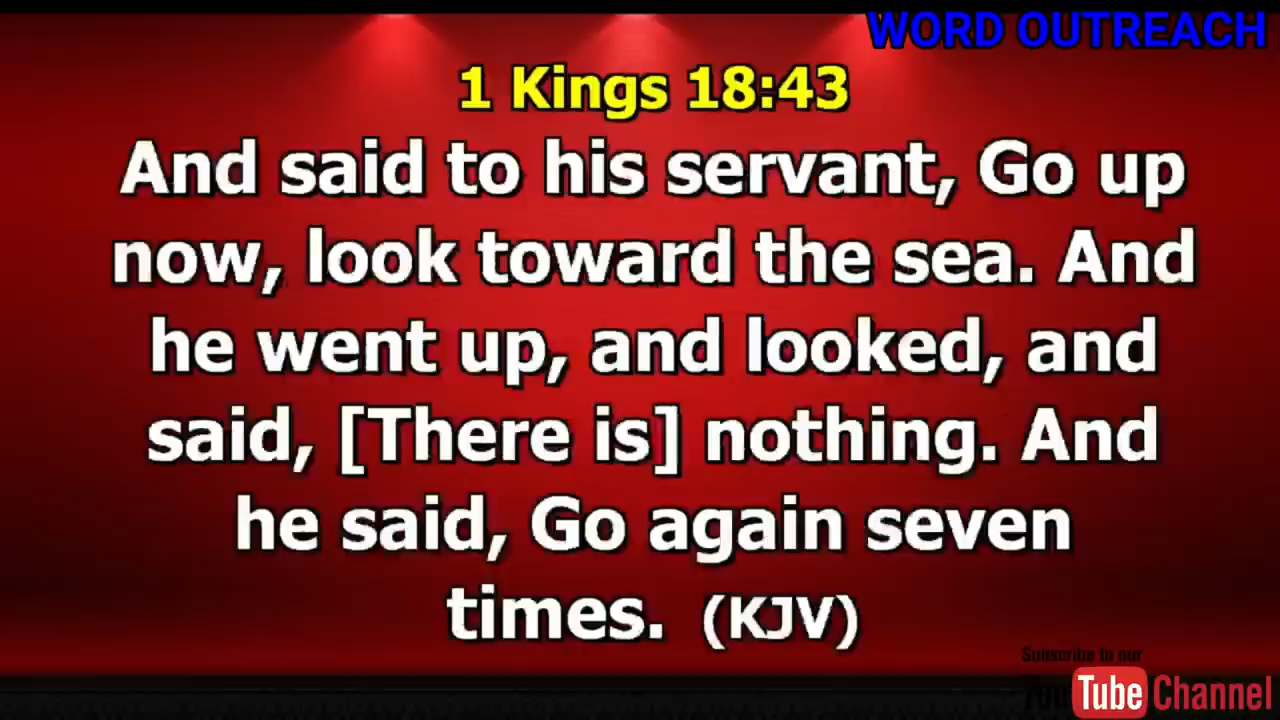 WORD OUTREACH
1 Kings 18:43
And said to his servant, Go up
now, look toward the sea. And
he went up, and looked, and
said, [There is] nothing. And
he said, Go again seven
times. (KJV)
Subscribe to our
YouTube Channel